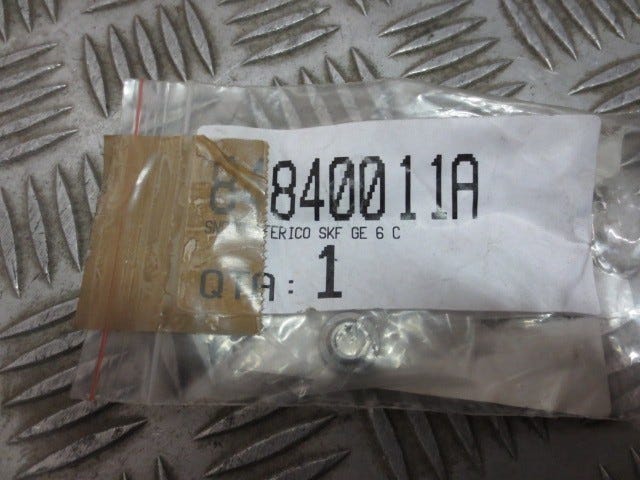 840011A
SKF GE 6 C
QTA: 1